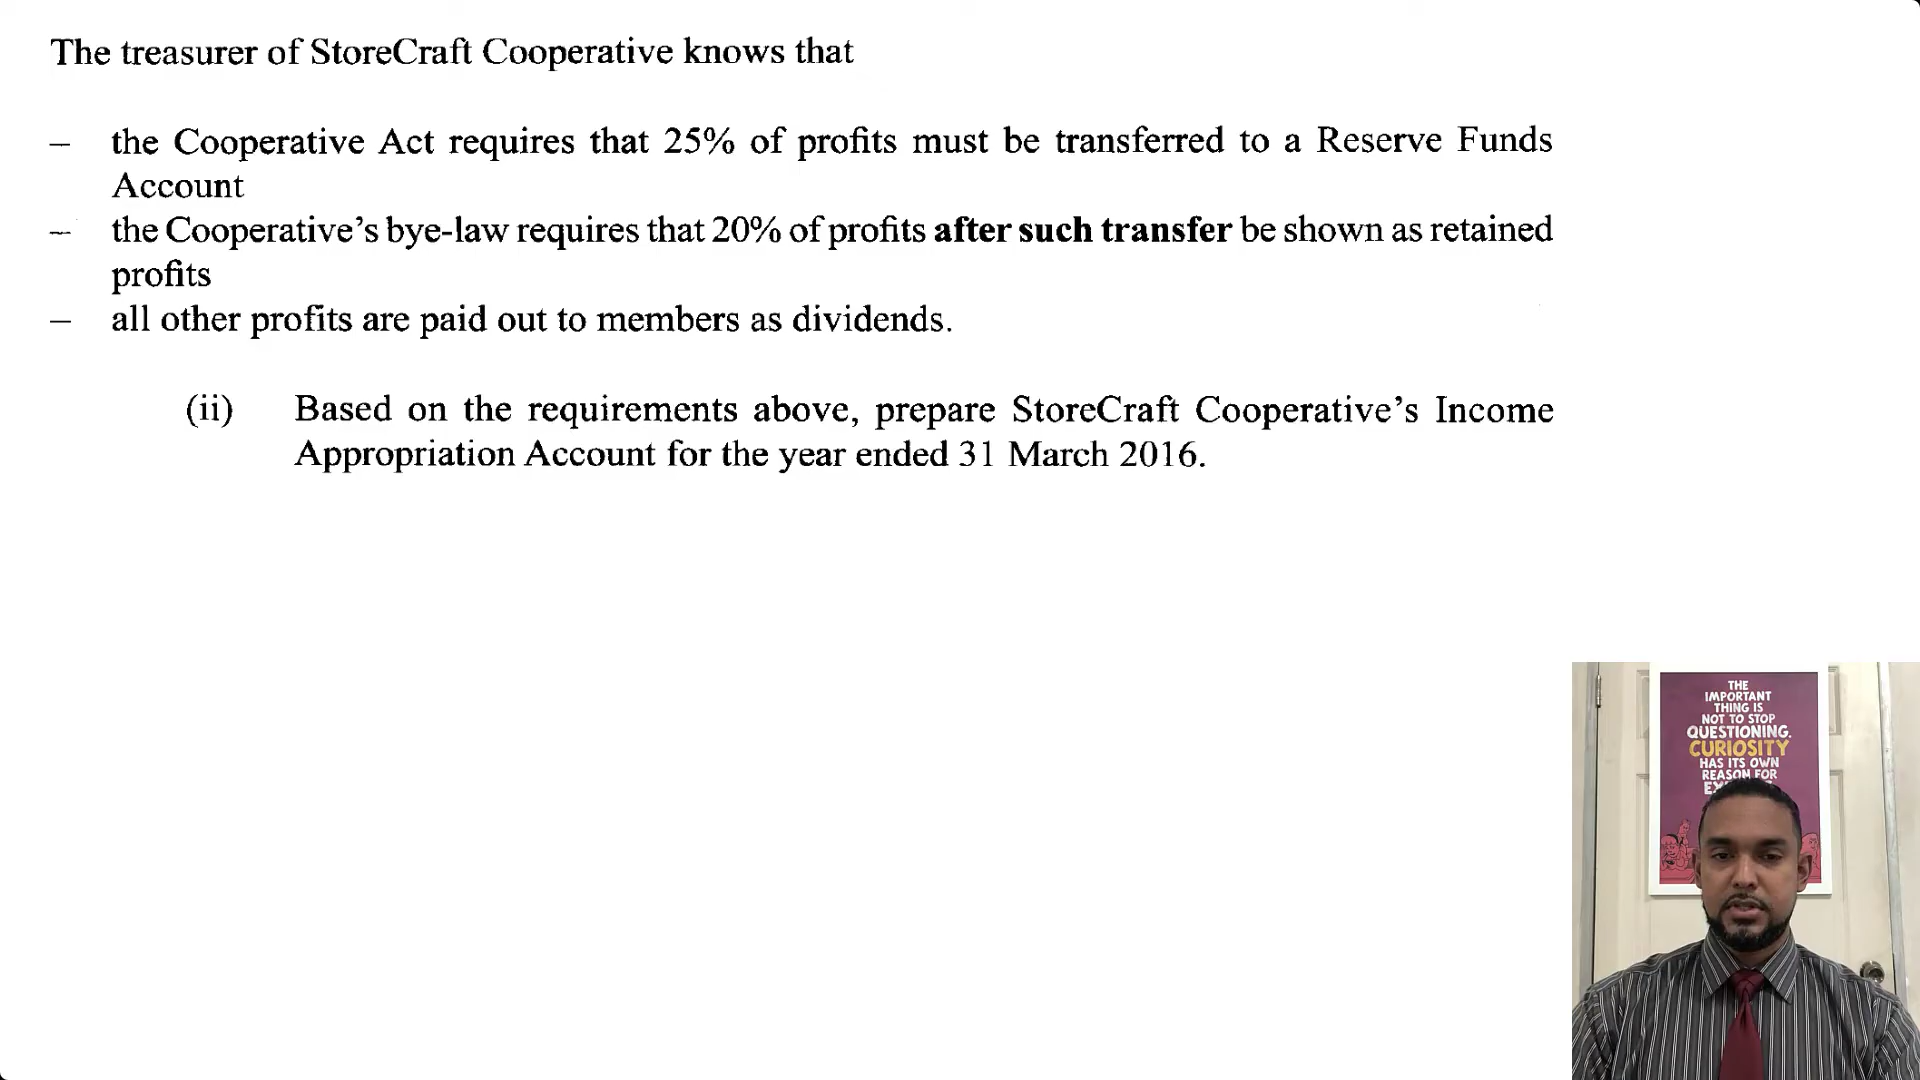 The treasurer of StoreCraft Cooperative knows that
– the Cooperative Act requires that 25% of profits must be transferred to a Reserve Funds
Account
– the Cooperative’s bye-law requires that 20% of profits after such transfer be shown as retained
profits
– all other profits are paid out to members as dividends.
(ii) Based on the requirements above, prepare StoreCraft Cooperative’s Income
Appropriation Account for the year ended 31 March 2016.
THE
IMPORTANT
THING IS
NOT TO STOP
QUESTIONING.
CURIOSITY
HAS ITS OWN
REASON FOR